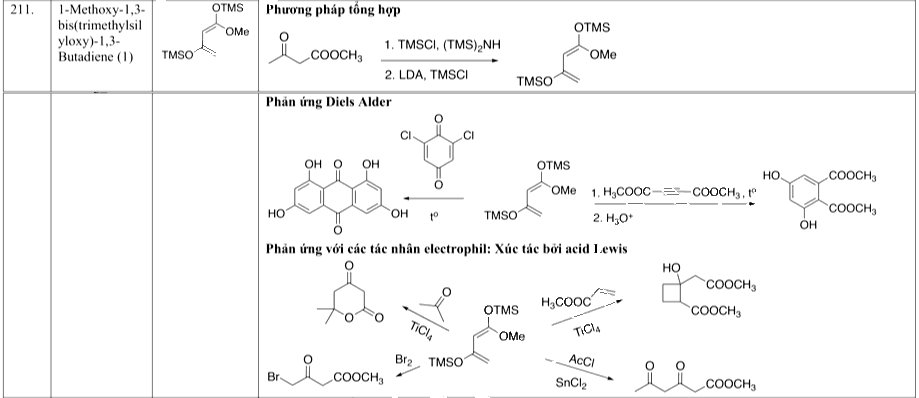 211.
1-Methoxy-1,3-
bis(trimethylsil
yloxy)-1,3-
Butadiene (1)
OTMS
OMe
TMSO
Phương pháp tổng hợp
O
COOCH3
1. TMSCl, (TMS)2NH
2. LDA, TMSCl
OTMS
OMe
TMSO
Phản ứng Diels Alder
OH O OH
HO
OH
O
O
Cl
Cl
O
tº
OTMS
OMe
TMSO
1. H3COOC COOCH3, tº
2. H3O+
HO
COOCH3
COOCH3
OH
Phản ứng với các tác nhân electrophil: Xúc tác bởi acid Lewis
O
O
O
O
TiCl4
OTMS
OMe
TMSO
H3COOC
TiCl4
HO
COOCH3
COOCH3
Br
O
COOCH3
Br2
AcCl
SnCl2
O O
COOCH3